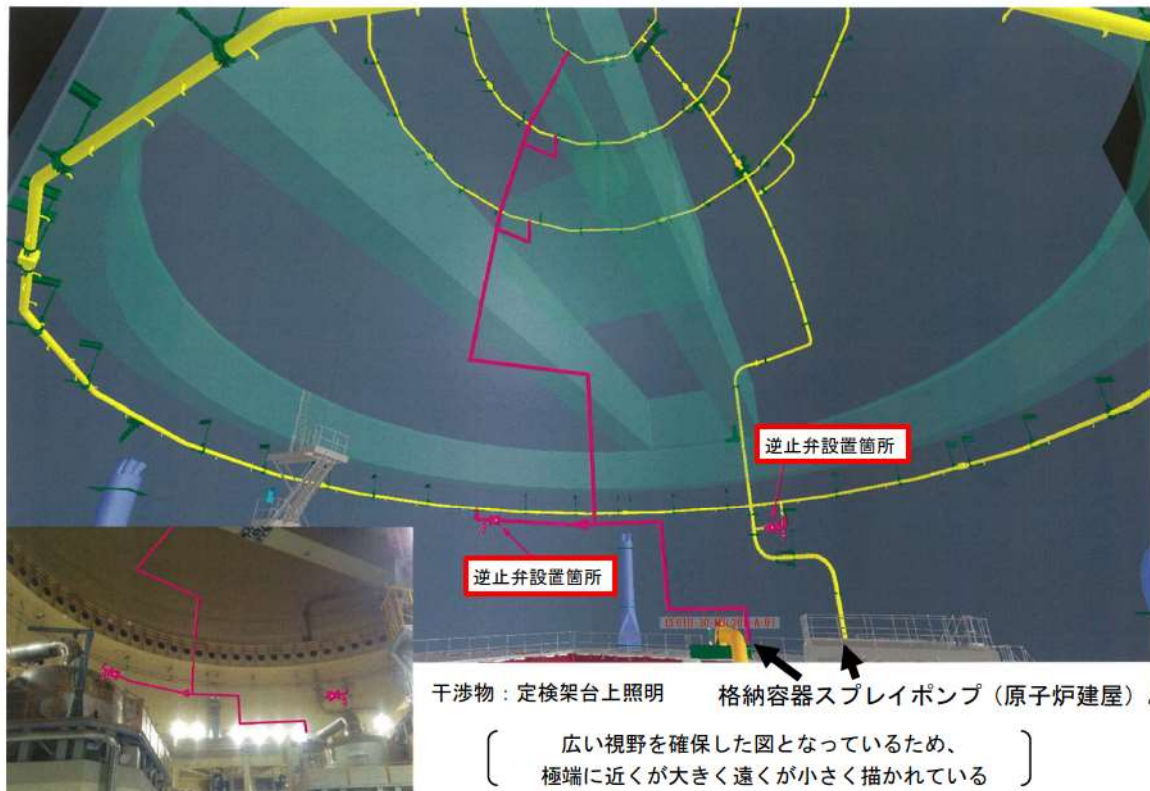 逆止弁設置箇所
逆止弁設置箇所
干渉物：定検架台上照明
格納容器スプレイポンプ（原子炉建屋）
広い視野を確保した図となっているため、
極端に近くが大きく遠くが小さく描かれている